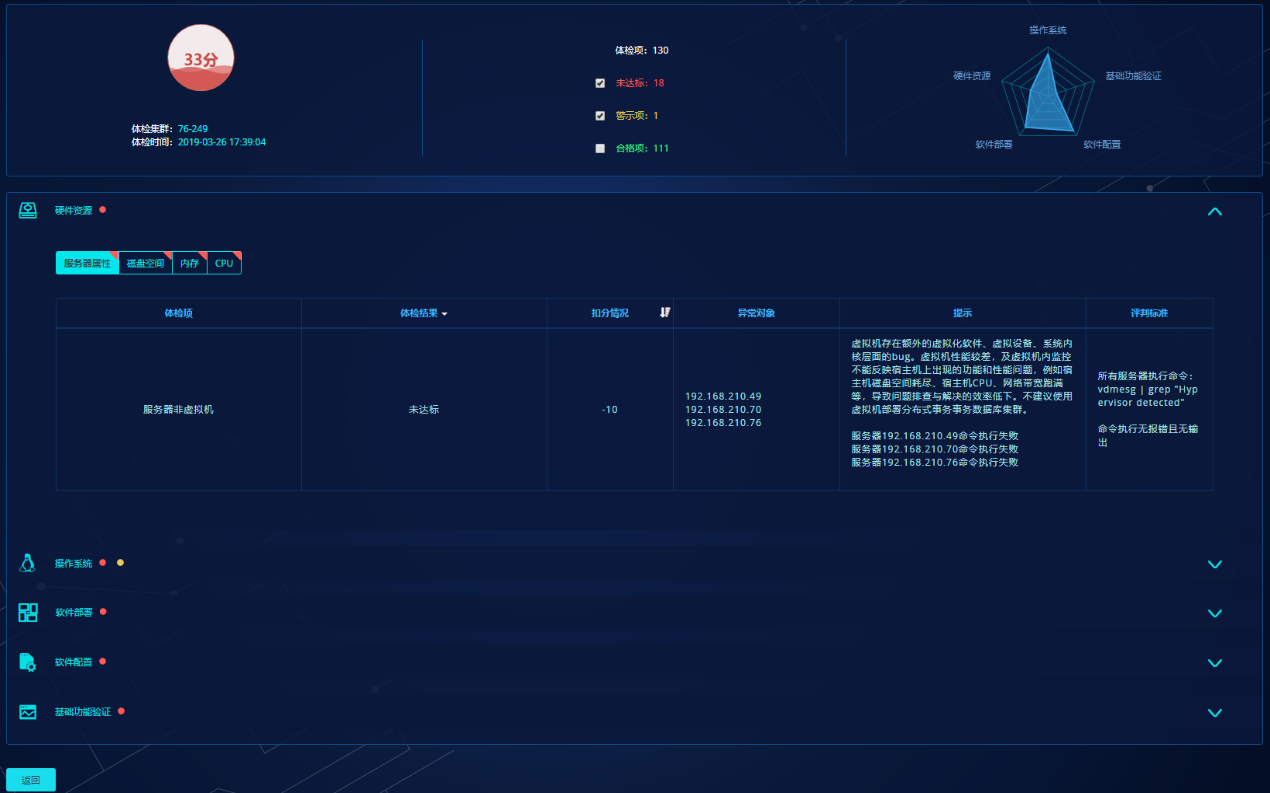 33分
体检集群：76-249
体检时间：2019-03-26 17:39:04
体检项：130
未达标：18
警示项：1
合格项：111
操作系统
硬件资源
基础功能验证
软件部署
软件配置
硬件资源
服务器属性 磁盘空间 内存 CPU
体检项 体检结果 扣分情况 异常对象 提示 评判标准
服务器非虚拟机
未达标
-10
192.168.210.49
192.168.210.70
192.168.210.76
虚拟机存在额外的虚拟化软件、虚拟设备、系统内
核层面的bug。虚拟机性能较差，及虚拟机内监控
不能反映宿主机上出现的功能和性能问题，例如宿
主机磁盘空间耗尽、宿主机CPU、网络带宽跑满
等，导致问题排查与解决的效率低下。不建议使用
虚拟机部署分布式事务事务数据库集群。
服务器192.168.210.49命令执行失败
服务器192.168.210.70命令执行失败
服务器192.168.210.76命令执行失败
所有服务器执行命令：
vdmesg | grep "Hyp
ervisor detected"
命令执行无报错且无输
出
操作系统
软件部署
软件配置
基础功能验证
返回